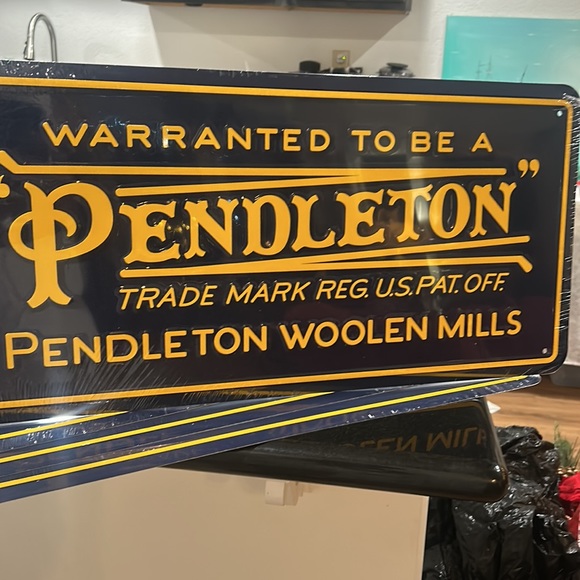 WARRANTED TO BE A
"PENDLETON"
TRADE MARK REG. U.S. PAT. OFF.
PENDLETON WOOLEN MILLS